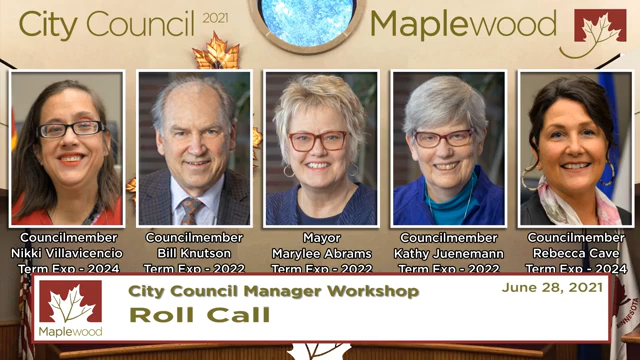 City Council 2021
Maplewood
Councilmember
Nikki Villavicencio
Term Exp - 2024
Councilmember
Bill Knutson
Term Exp - 2022
Mayor
Marylee Abrams
Term Exp - 2022
Councilmember
Kathy Juenemann
Term Exp - 2022
Councilmember
Rebecca Cave
Term Exp - 2024
Maplewood
City Council Manager Workshop
June 28, 2021
Roll Call
MINNESOTA